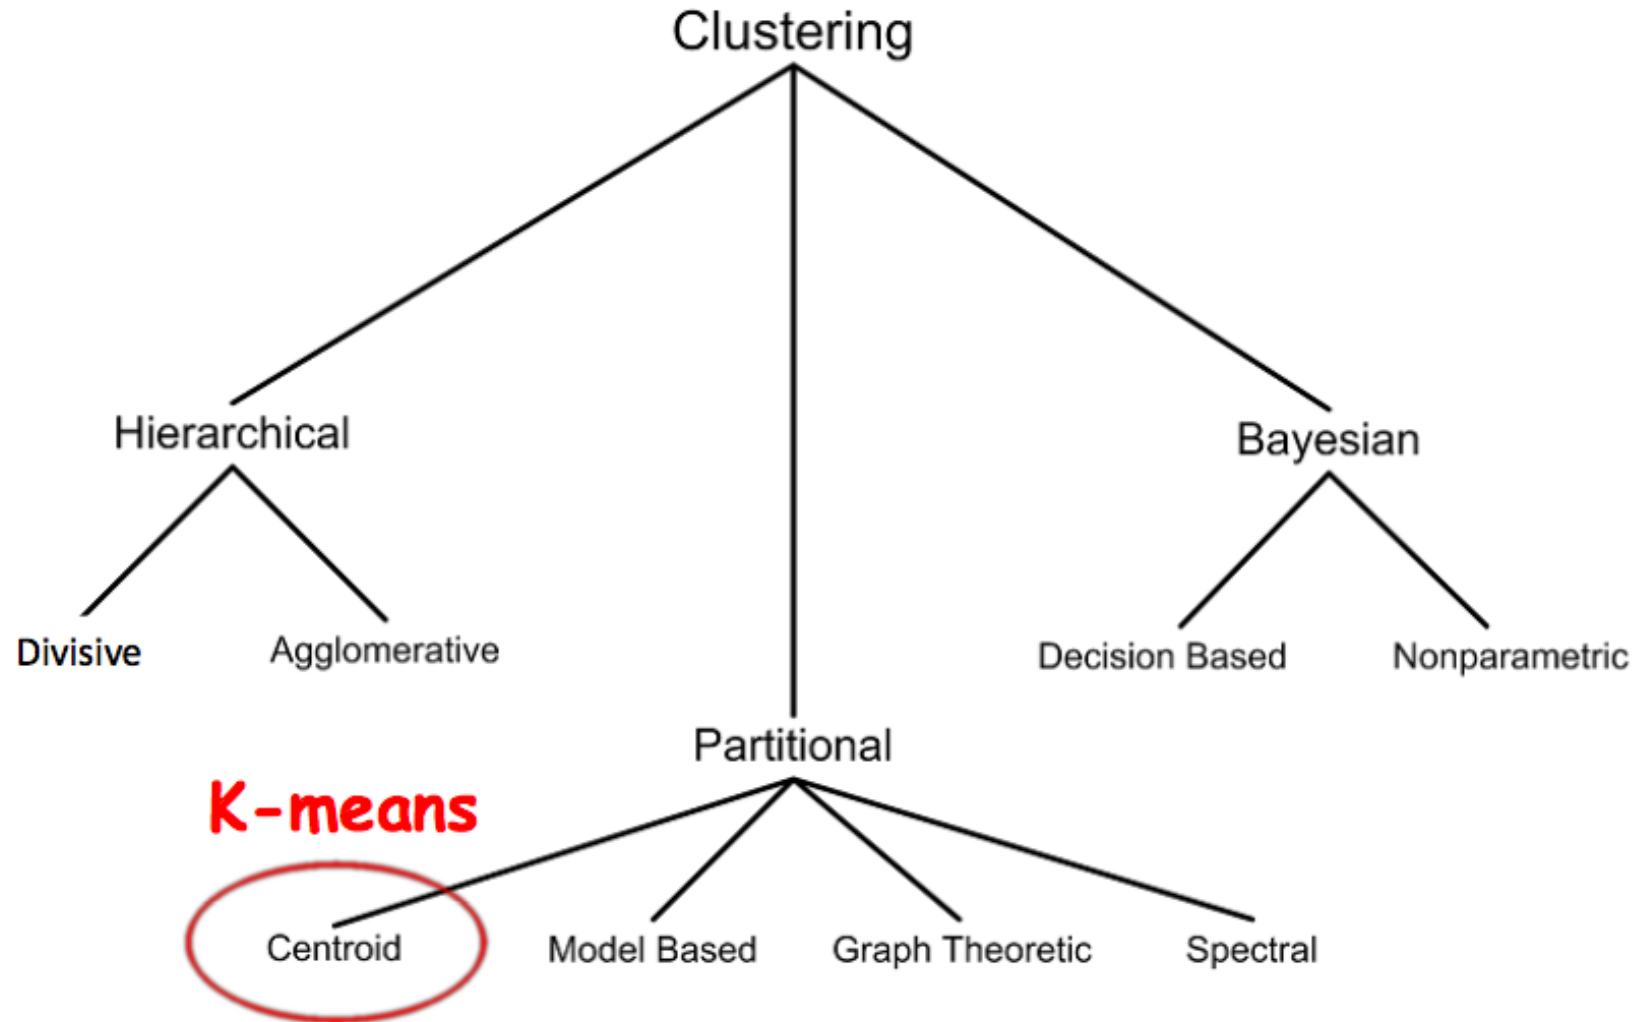 Clustering
Hierarchical
Bayesian
Divisive
Agglomerative
Decision Based
Nonparametric
Partitional
K-means
Centroid
Model Based
Graph Theoretic
Spectral